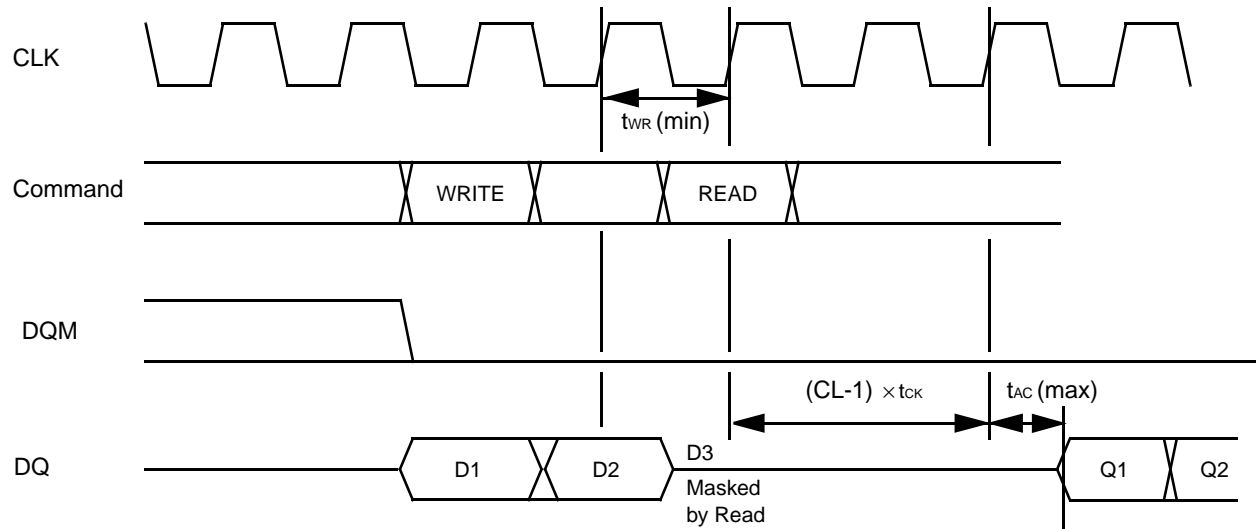 CLK
tWR (min)
Command
WRITE
READ
DQM
(CL-1) ×tCK
tAC (max)
DQ
D1
D2
D3
Masked
by Read
Q1
Q2